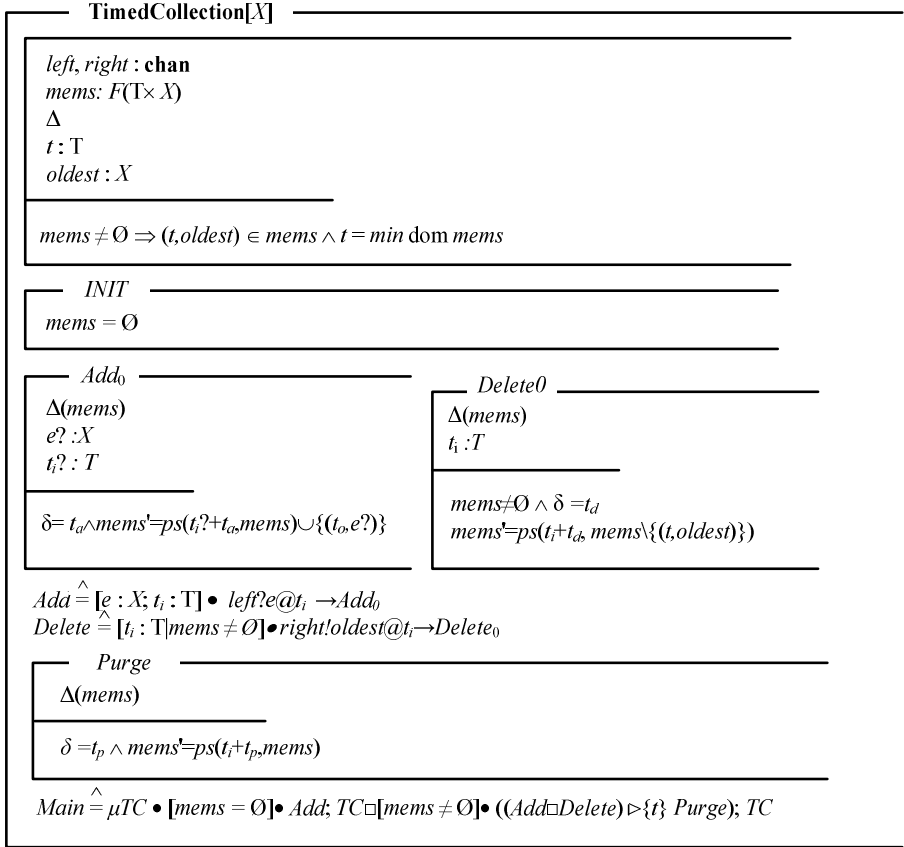 TimedCollection[X]
left, right : chan
mems: F(T× X)
Δ
t : T
oldest : X
mems ≠ Ø ⇒ (t,oldest) ∈ mems ∧ t = min dom mems
INIT
mems = Ø
Add₀
Δ(mems)
e? :X
tᵢ? : T
δ= tₐ∧mems'=ps(tᵢ?+tₐ,mems)∪{(tₒ,e?)}
Delete0
Δ(mems)
tᵢ :T
mems≠Ø ∧ δ =t_d
mems'=ps(tᵢ+t_d, mems\{(t,oldest)})
Add ≙ [e : X; tᵢ : T] • left?e@tᵢ →Add₀
Delete ≙ [tᵢ : T|mems ≠ Ø]•right!oldest@tᵢ→Delete₀
Purge
Δ(mems)
δ =tₚ ∧ mems'=ps(tᵢ+tₚ,mems)
Main ≙ μTC • [mems = Ø]• Add; TC□[mems ≠ Ø]• ((Add□Delete) ▷{t} Purge); TC